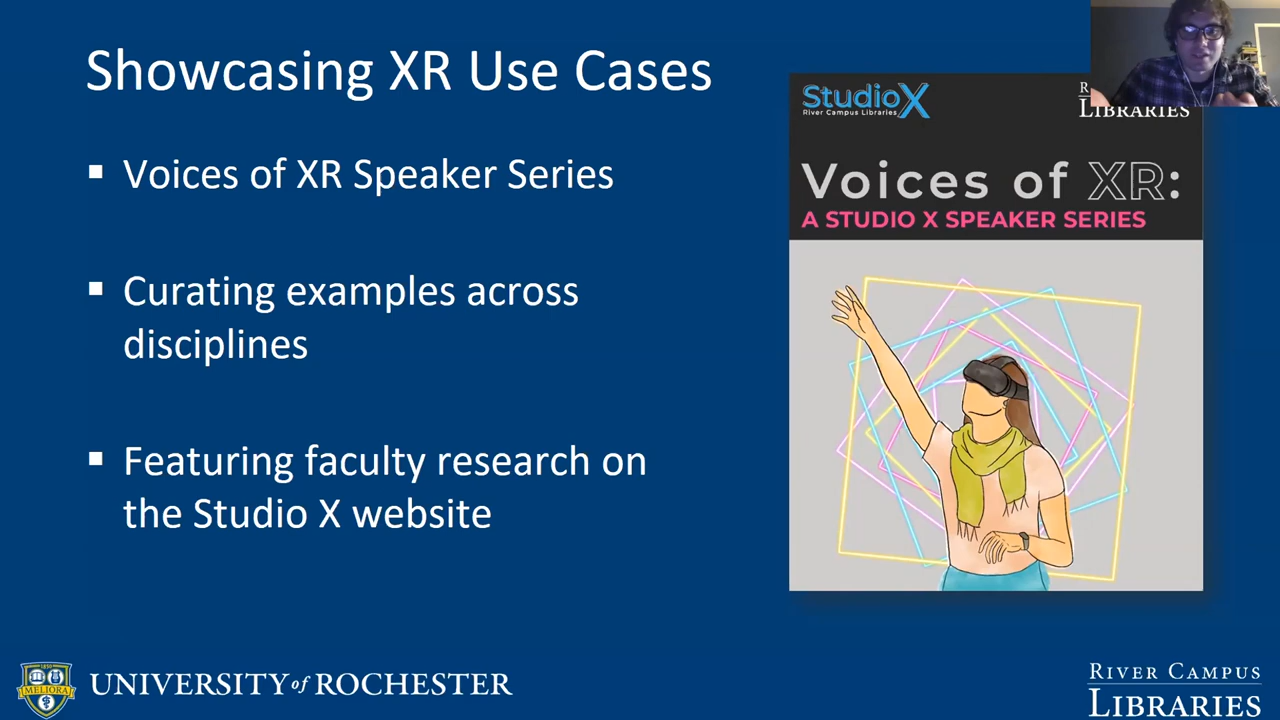 Showcasing XR Use Cases
▪ Voices of XR Speaker Series
▪ Curating examples across
disciplines
▪ Featuring faculty research on
the Studio X website
StudioX
River Campus Libraries
R
LIBRARIES
Voices of XR:
A STUDIO X SPEAKER SERIES
1850
MELIORA
UNIVERSITY of ROCHESTER
RIVER CAMPUS
LIBRARIES